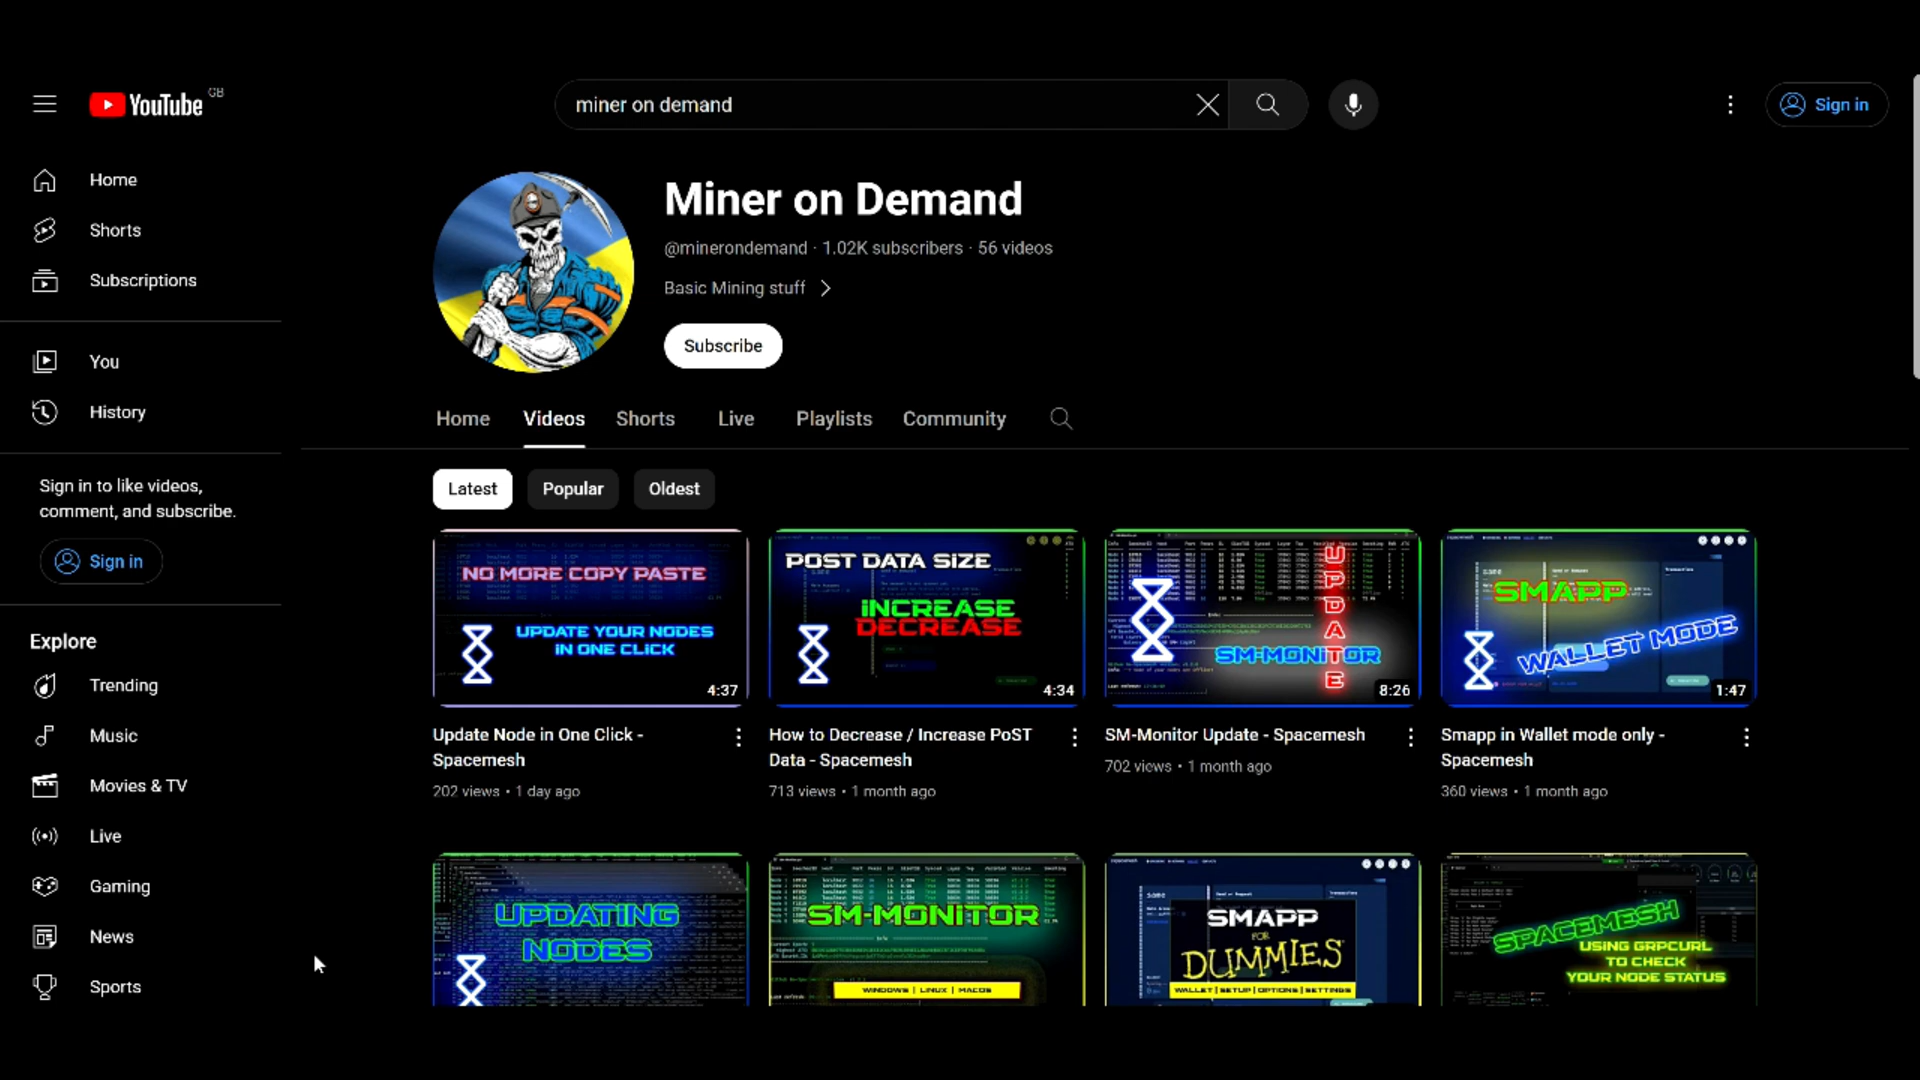 YouTube GB
miner on demand
Sign in
Home
Shorts
Subscriptions
You
History
Sign in to like videos,
comment, and subscribe.
Sign in
Explore
Trending
Music
Movies & TV
Live
Gaming
News
Sports
Miner on Demand
@minerondemand · 1.02K subscribers · 56 videos
Basic Mining stuff
Subscribe
Home Videos Shorts Live Playlists Community
Latest Popular Oldest
NO MORE COPY PASTE
UPDATE YOUR NODES
IN ONE CLICK
4:37
Update Node in One Click -
Spacemesh
202 views • 1 day ago
POST DATA SIZE
INCREASE
DECREASE
4:34
How to Decrease / Increase PoST
Data - Spacemesh
713 views • 1 month ago
UPDATE
SM-MONITOR
8:26
SM-Monitor Update - Spacemesh
702 views • 1 month ago
SMAPP
WALLET MODE
1:47
Smapp in Wallet mode only -
Spacemesh
360 views • 1 month ago
UPDATING
NODES
SM-MONITOR
WINDOWS | LINUX | MACOS
SMAPP
FOR
DUMMIES
WALLET | SETUP | OPTIONS | SETTINGS
SPACEMESH
USING GRPCURL
TO CHECK
YOUR NODE STATUS